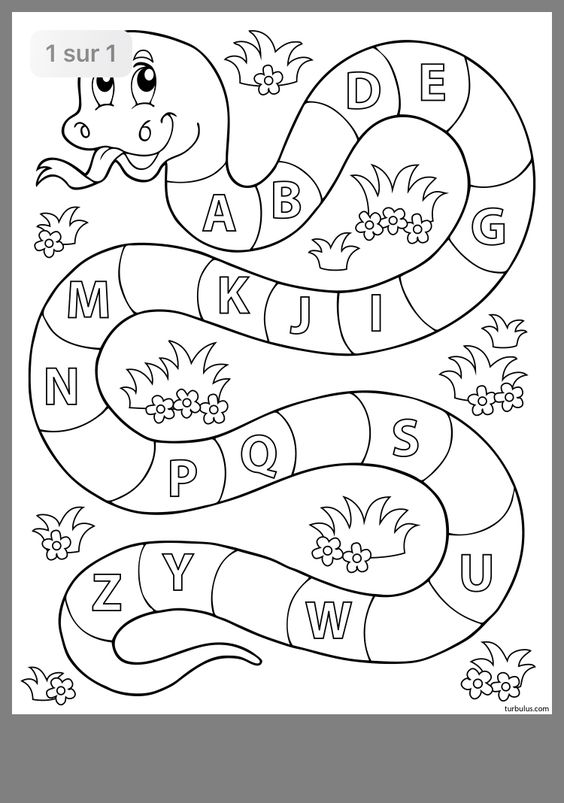 1 sur 1
D E
A B
G
M K J I
N
P Q S
Z Y W U
turbulus.com